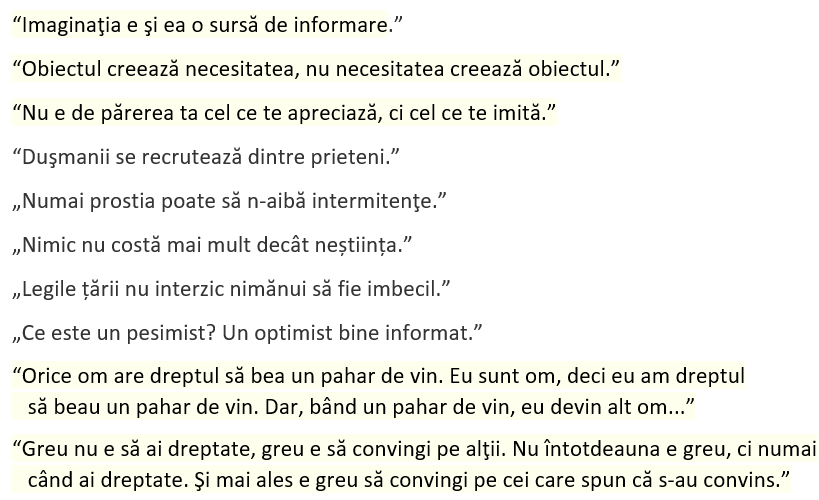 “Imaginaţia e şi ea o sursă de informare.”
“Obiectul creează necesitatea, nu necesitatea creează obiectul.”
“Nu e de părerea ta cel ce te apreciază, ci cel ce te imită.”
“Duşmanii se recrutează dintre prieteni.”
„Numai prostia poate să n-aibă intermitenţe.”
„Nimic nu costă mai mult decât neștiința.”
„Legile țării nu interzic nimănui să fie imbecil.”
„Ce este un pesimist? Un optimist bine informat.”
“Orice om are dreptul să bea un pahar de vin. Eu sunt om, deci eu am dreptul
să beau un pahar de vin. Dar, bând un pahar de vin, eu devin alt om...”
“Greu nu e să ai dreptate, greu e să convingi pe alţii. Nu întotdeauna e greu, ci numai
când ai dreptate. Şi mai ales e greu să convingi pe cei care spun că s-au convins.”